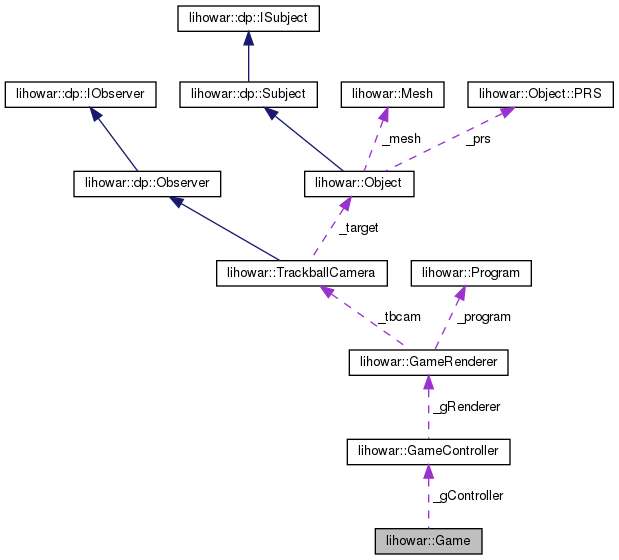 lihowar::dp::ISubject
lihowar::dp::IObserver
lihowar::dp::Subject
lihowar::Mesh
lihowar::Object::PRS
_mesh
_prs
lihowar::dp::Observer
lihowar::Object
_target
lihowar::TrackballCamera
lihowar::Program
_tbcam
_program
lihowar::GameRenderer
_gRenderer
lihowar::GameController
_gController
lihowar::Game